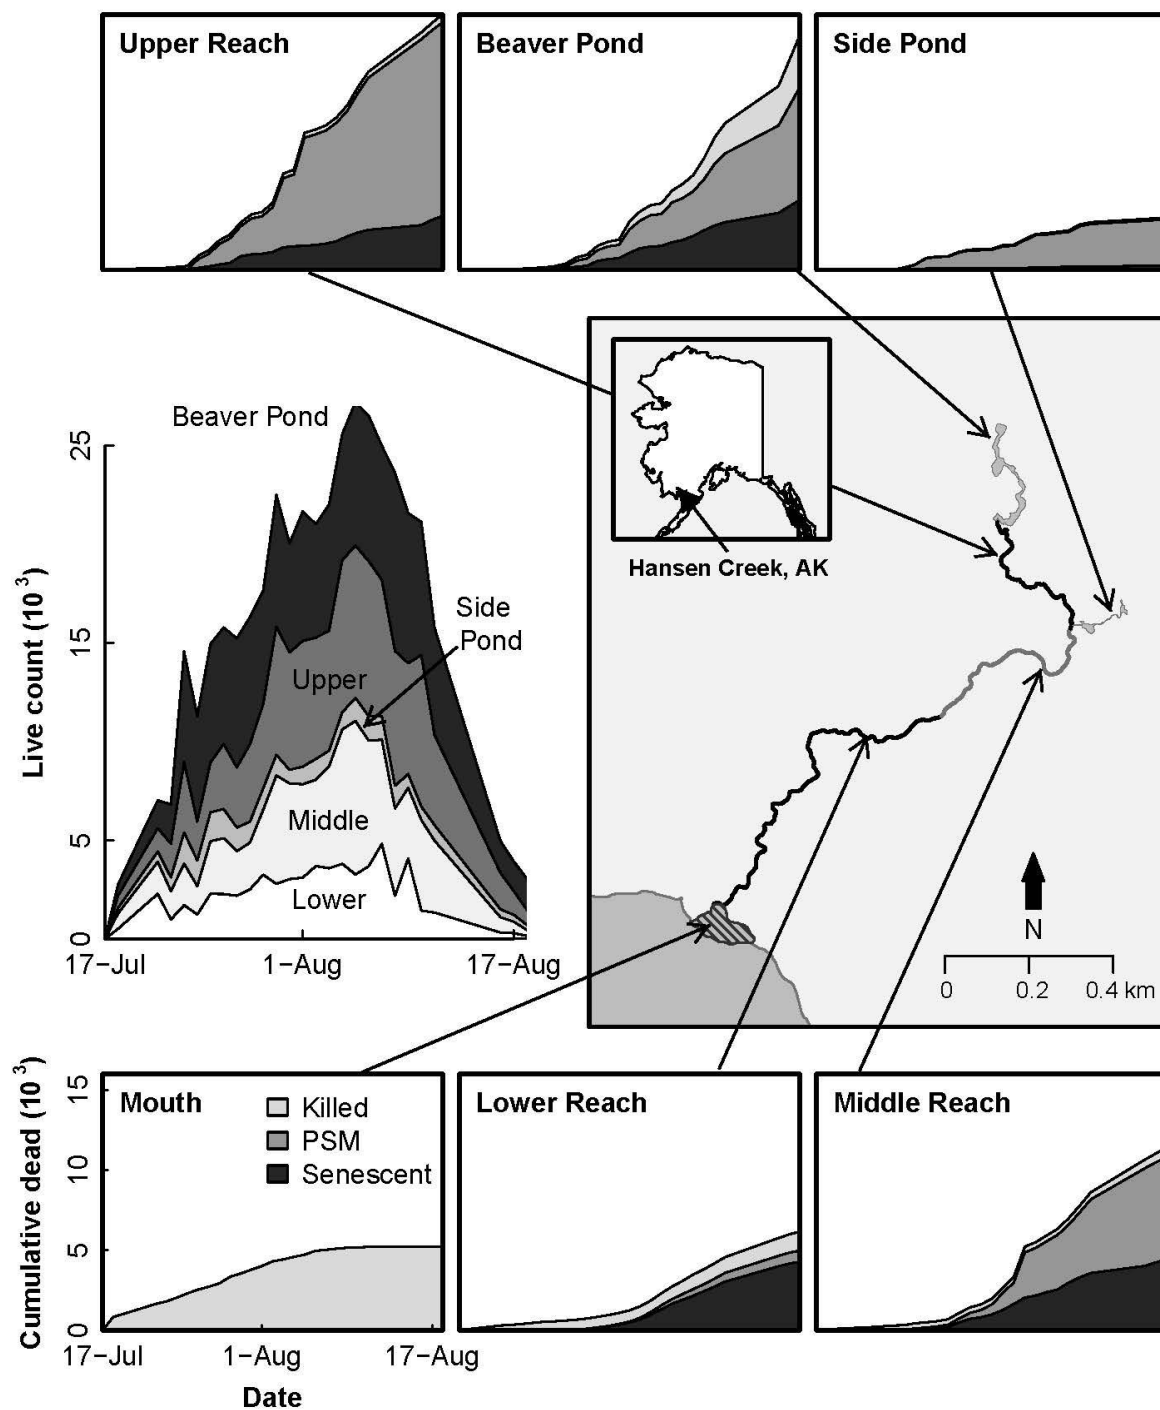 Upper Reach
Beaver Pond
Side Pond
Hansen Creek, AK
N
0 0.2 0.4 km
Beaver Pond
Side
Pond
Upper
Middle
Lower
Live count (10 3)
25
15
5
0
17-Jul 1-Aug 17-Aug
Mouth
Killed
PSM
Senescent
Lower Reach
Middle Reach
Cumulative dead (10 3)
15
10
5
0
17-Jul 1-Aug 17-Aug
Date